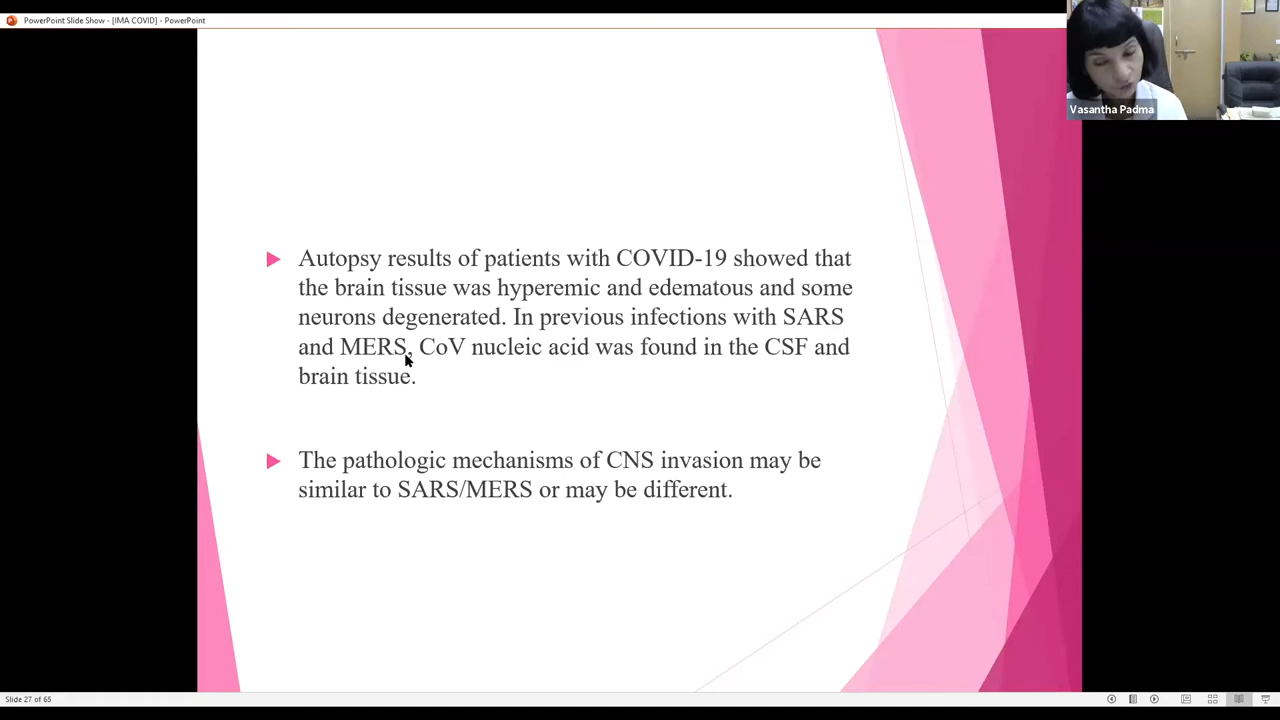 PowerPoint Slide Show - [IMA COVID] - PowerPoint
Vasantha Padma
Autopsy results of patients with COVID-19 showed that
the brain tissue was hyperemic and edematous and some
neurons degenerated. In previous infections with SARS
and MERS, CoV nucleic acid was found in the CSF and
brain tissue.
The pathologic mechanisms of CNS invasion may be
similar to SARS/MERS or may be different.
Slide 27 of 65